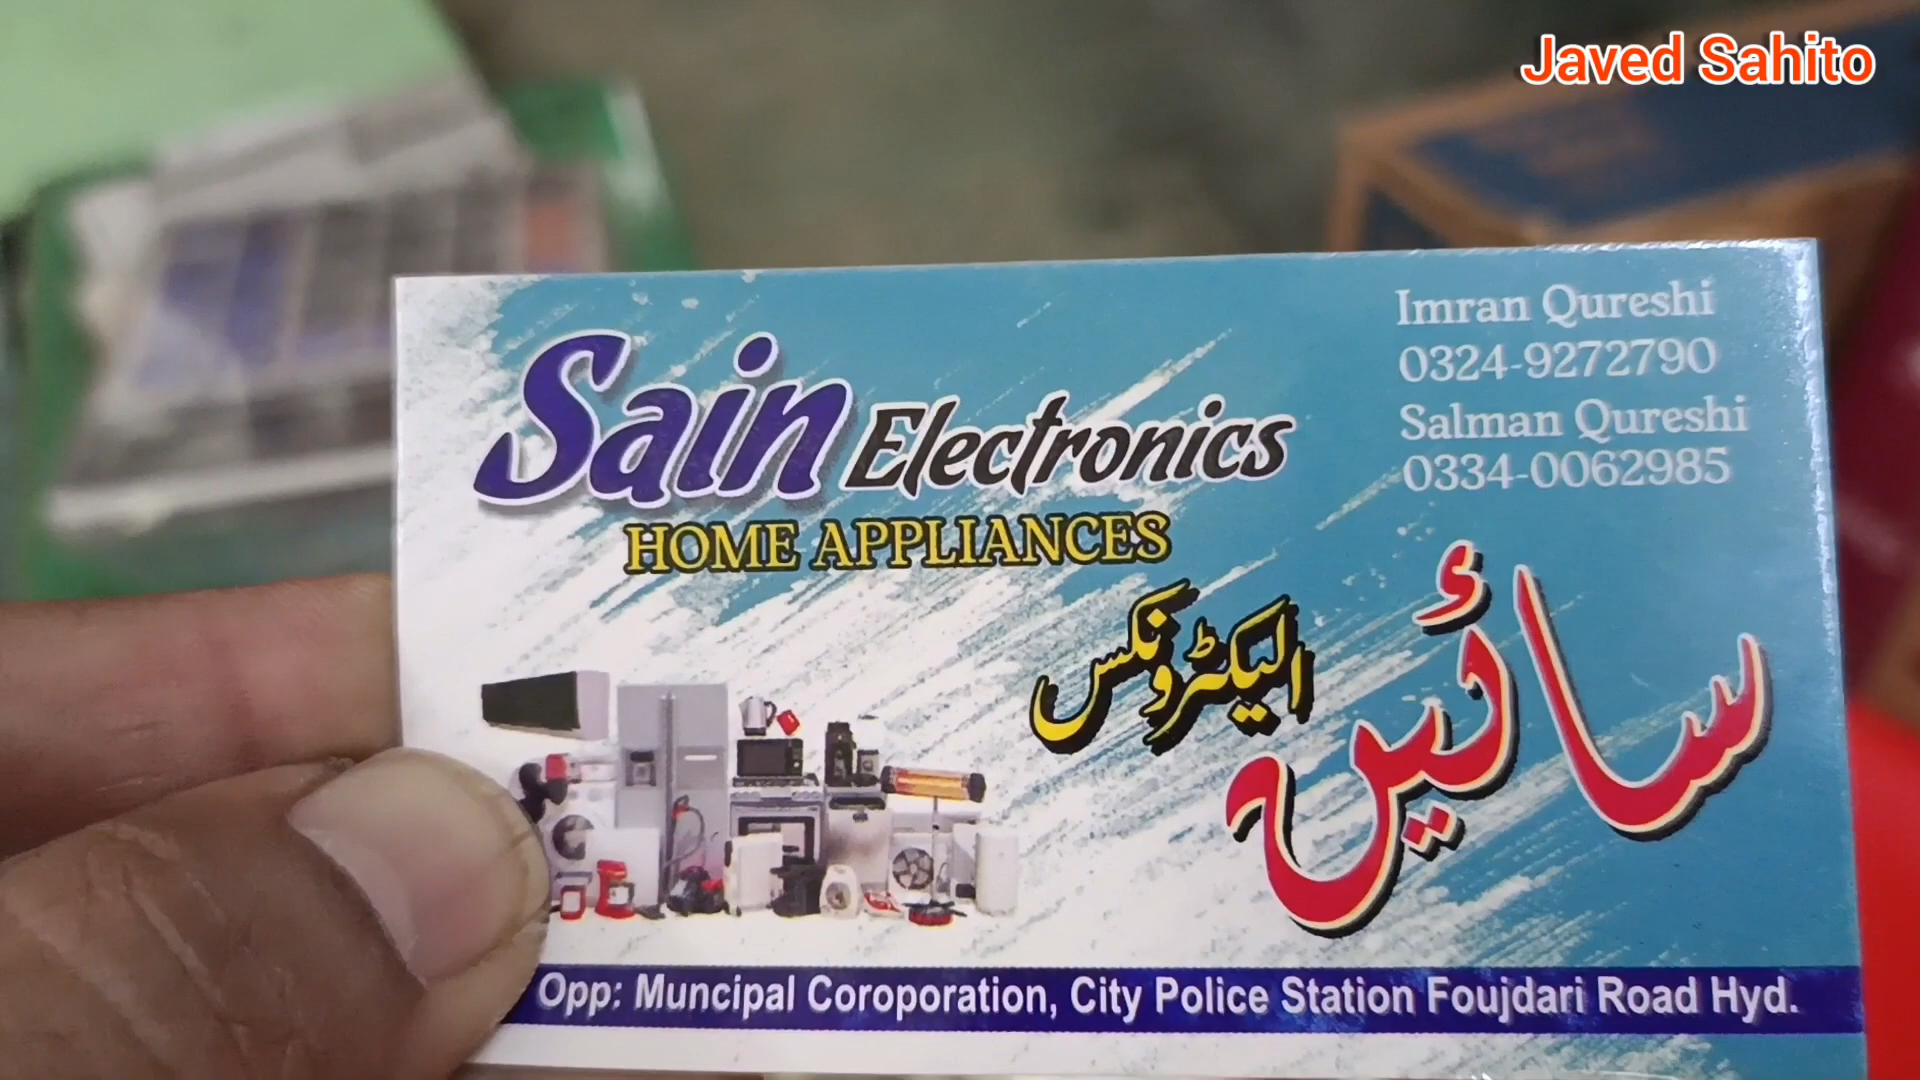 Javed Sahito
Imran Qureshi
0324-9272790
Salman Qureshi
0334-0062985
Sain Electronics
HOME APPLIANCES
سائیں الیکٹرونکس
Opp: Muncipal Coroporation, City Police Station Foujdari Road Hyd.